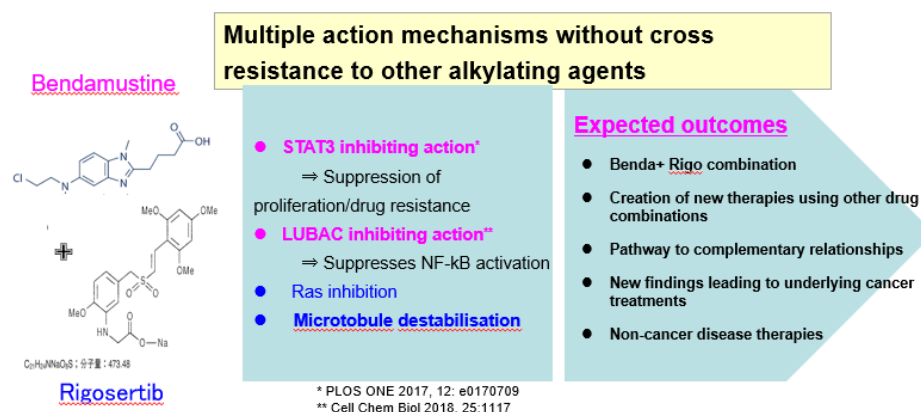 Multiple action mechanisms without cross
resistance to other alkylating agents
Bendamustine
OH
O
N
N
N
Cl
+
MeO
OMe
OMe
S
O O
MeO
HN
O
O—Na
C21H24NNaO8S；分子量：473.48
Rigosertib
● STAT3 inhibiting action*
⇒ Suppression of
proliferation/drug resistance
● LUBAC inhibiting action**
⇒ Suppresses NF-kB activation
● Ras inhibition
● Microtobule destabilisation
Expected outcomes
● Benda+ Rigo combination
● Creation of new therapies using other drug
combinations
● Pathway to complementary relationships
● New findings leading to underlying cancer
treatments
● Non-cancer disease therapies
* PLOS ONE 2017, 12: e0170709
** Cell Chem Biol 2018, 25:1117